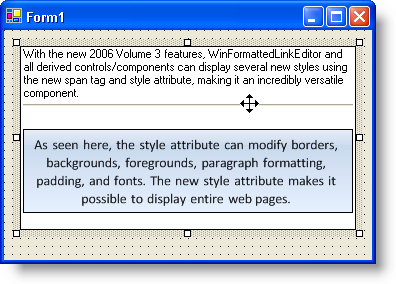 Form1
With the new 2006 Volume 3 features, WinFormattedLinkEditor and
all derived controls/components can display several new styles using
the new span tag and style attribute, making it an incredibly versatile
component.
As seen here, the style attribute can modify borders,
backgrounds, foregrounds, paragraph formatting,
padding, and fonts. The new style attribute makes it
possible to display entire web pages.